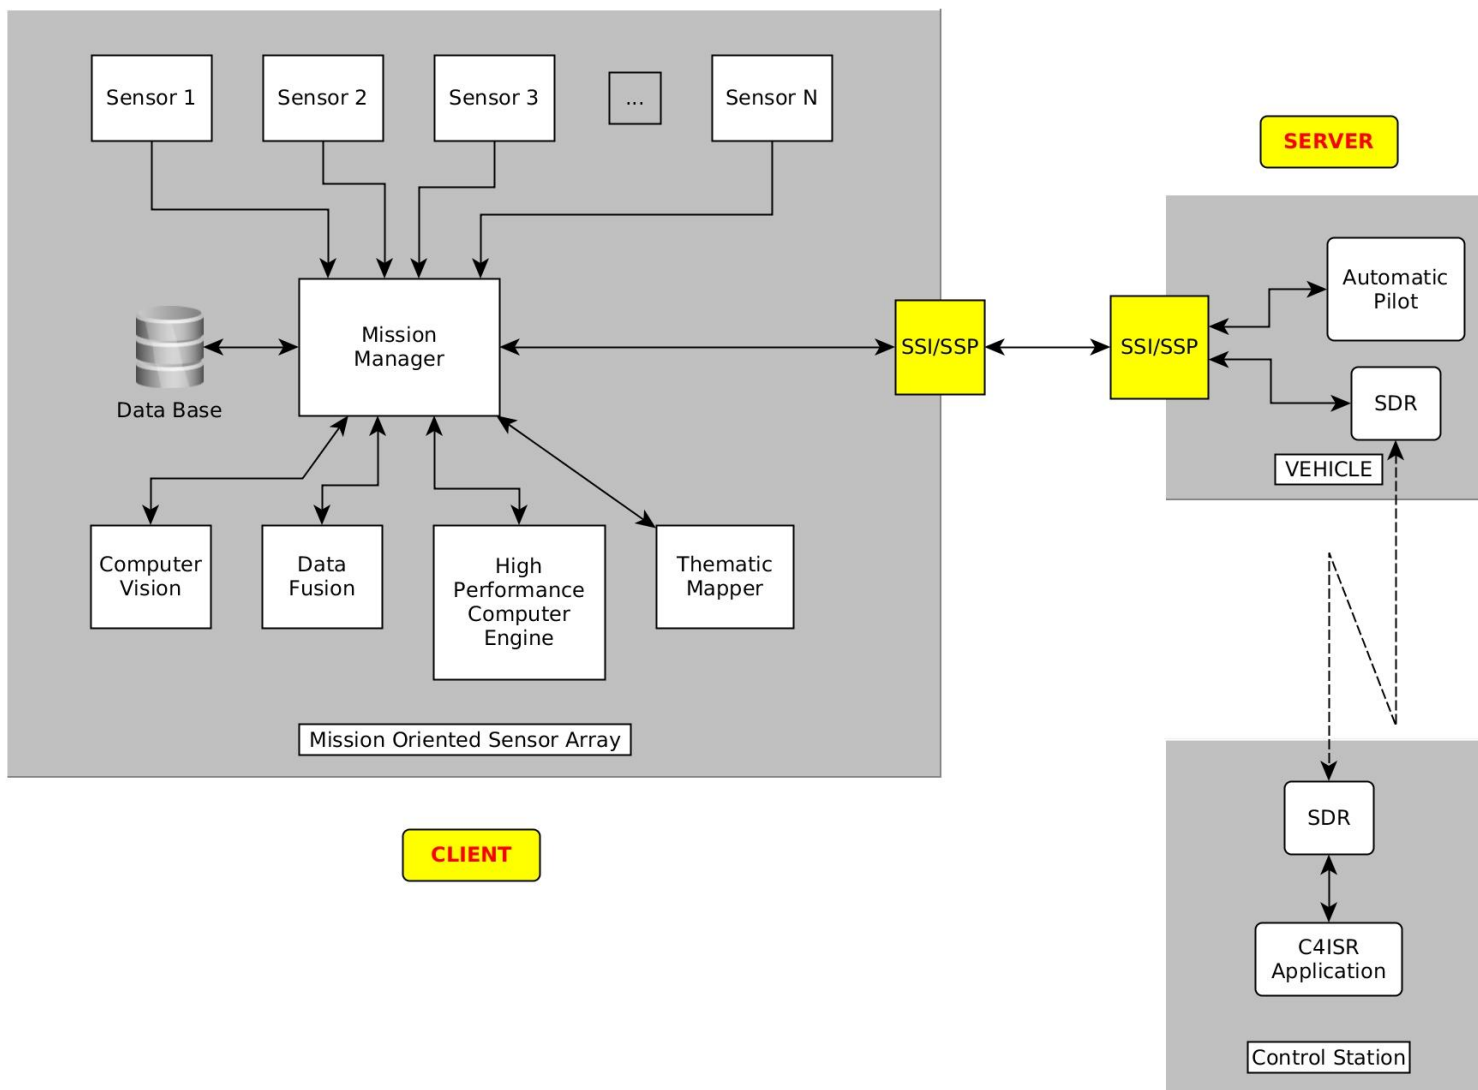 Sensor 1
Sensor 2
Sensor 3
...
Sensor N
SERVER
Mission
Manager
Data Base
SSI/SSP
SSI/SSP
Automatic
Pilot
SDR
VEHICLE
Computer
Vision
Data
Fusion
High
Performance
Computer
Engine
Thematic
Mapper
Mission Oriented Sensor Array
CLIENT
SDR
C4ISR
Application
Control Station